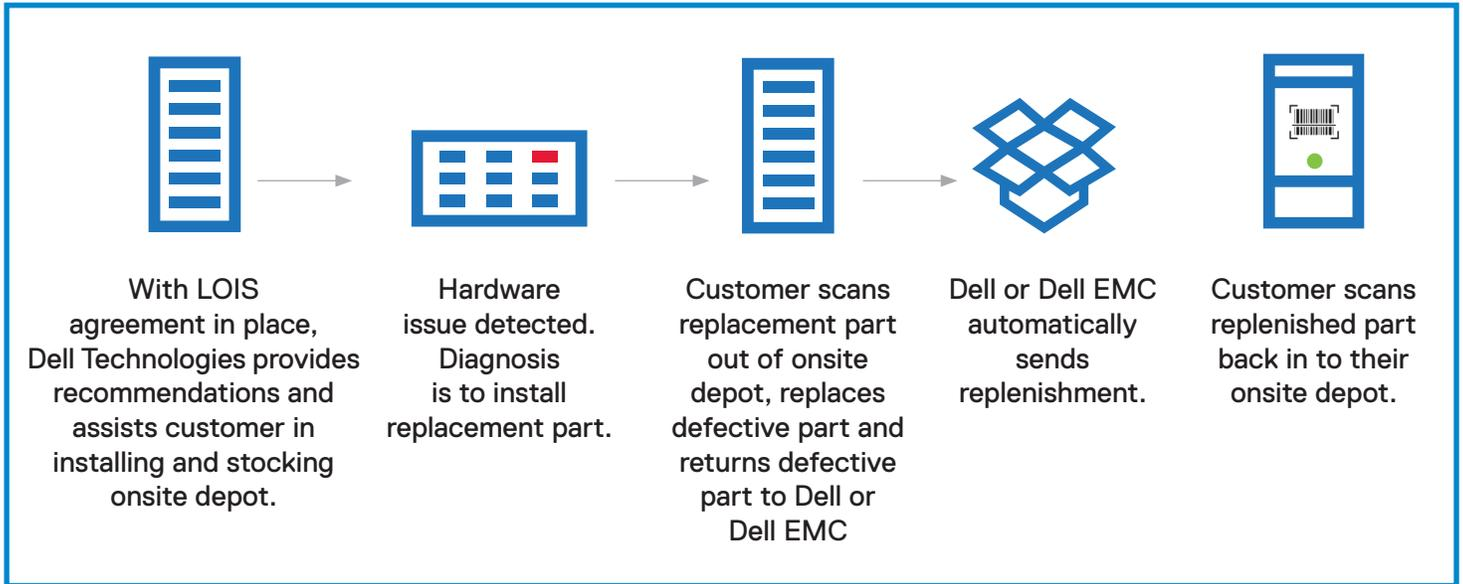 With LOIS
agreement in place,
Dell Technologies provides
recommendations and
assists customer in
installing and stocking
onsite depot.
Hardware
issue detected.
Diagnosis
is to install
replacement part.
Customer scans
replacement part
out of onsite
depot, replaces
defective part and
returns defective
part to Dell or
Dell EMC
Dell or Dell EMC
automatically
sends
replenishment.
Customer scans
replenished part
back in to their
onsite depot.